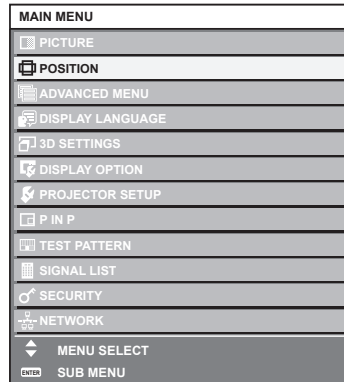 MAIN MENU
PICTURE
POSITION
ADVANCED MENU
DISPLAY LANGUAGE
3D SETTINGS
DISPLAY OPTION
PROJECTOR SETUP
P IN P
TEST PATTERN
SIGNAL LIST
SECURITY
NETWORK
MENU SELECT
ENTER SUB MENU